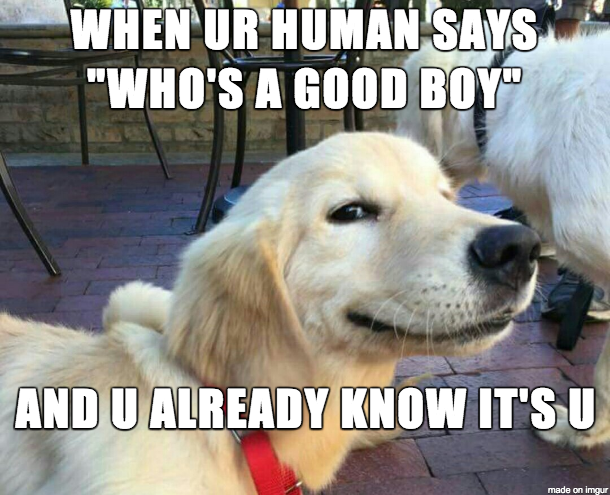 WHEN UR HUMAN SAYS
"WHO'S A GOOD BOY"
AND U ALREADY KNOW IT'S U
made on imgur